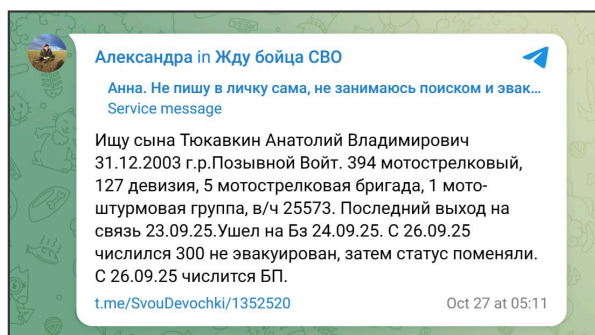 Александра in Жду бойца СВО
Анна. Не пишу в личку сама, не занимаюсь поиском и эвак...
Service message
Ищу сына Тюкавкин Анатолий Владимирович
31.12.2003 г.р.Позывной Войт. 394 мотострелковый,
127 девизия, 5 мотострелковая бригада, 1 мото-
штурмовая группа, в/ч 25573. Последний выход на
связь 23.09.25.Ушел на Бз 24.09.25. С 26.09.25
числился 300 не эвакуирован, затем статус поменяли.
С 26.09.25 числится БП.
t.me/SvouDevochki/1352520 Oct 27 at 05:11